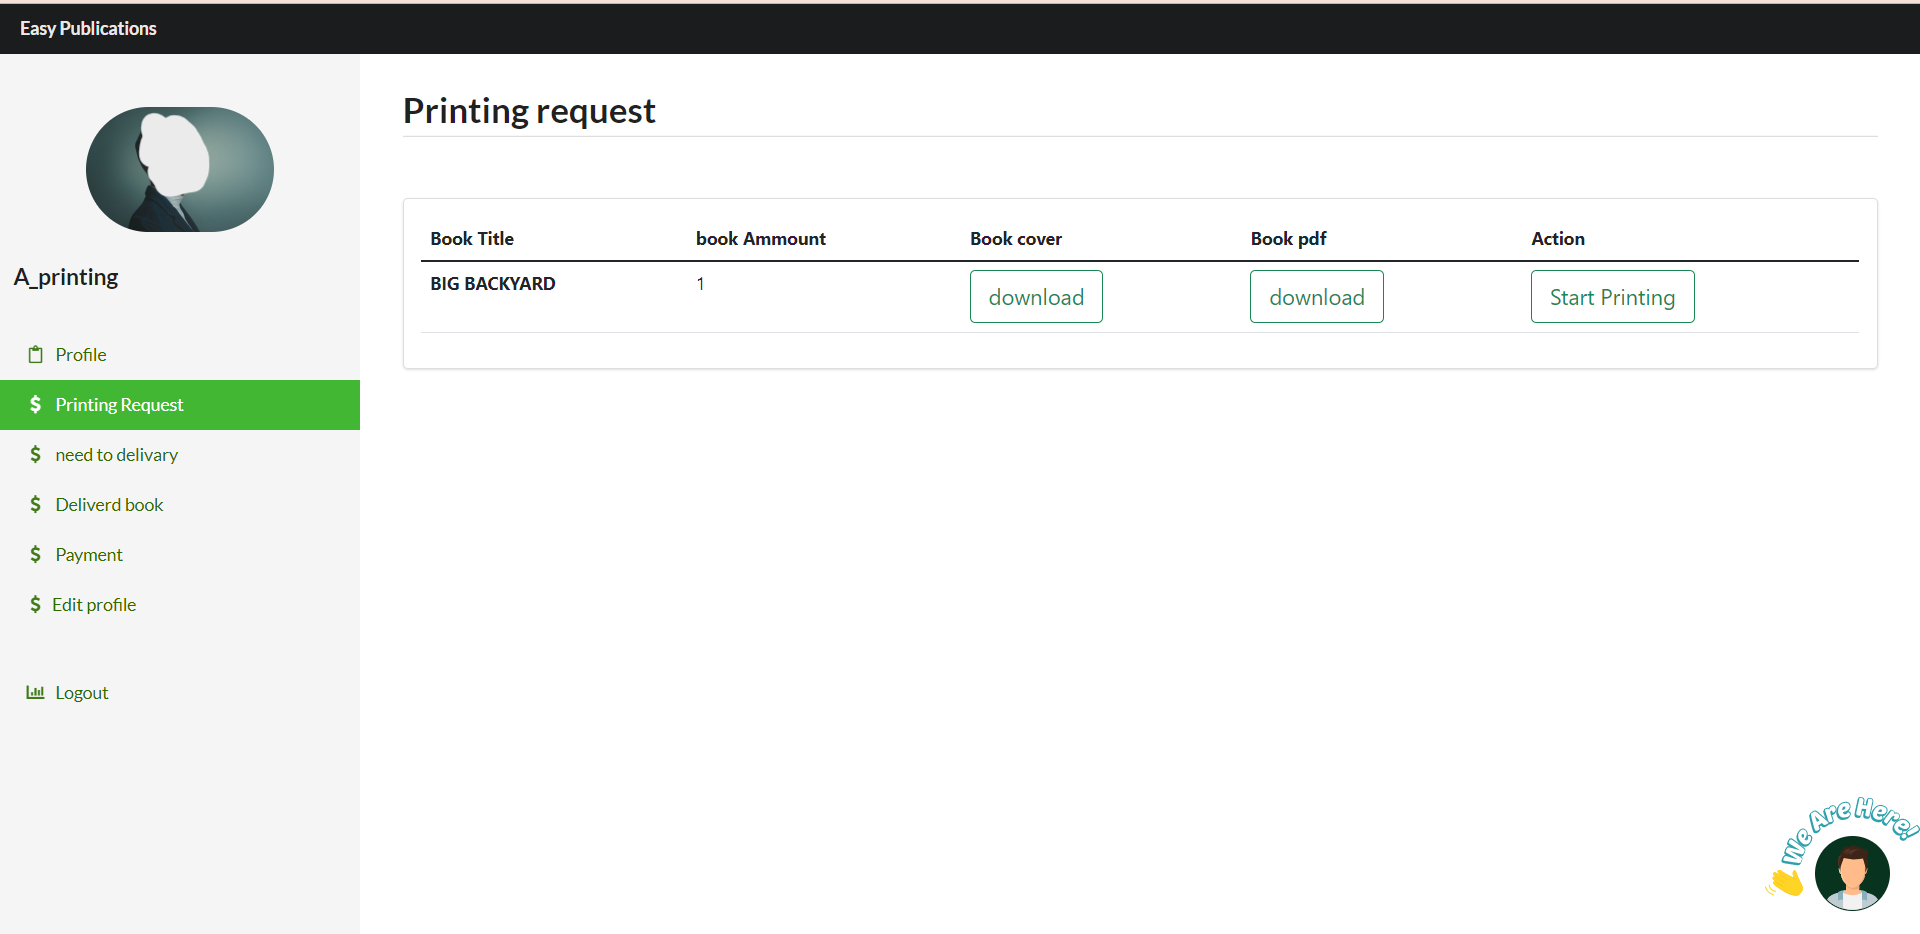 Easy Publications
A_printing
Profile
Printing Request
need to delivary
Deliverd book
Payment
Edit profile
Logout
Printing request
Book Title book Ammount Book cover Book pdf Action
BIG BACKYARD 1 download download Start Printing
We Are Here!